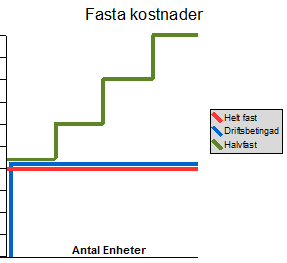 Fasta kostnader
Helt fast
Driftsbetingad
Halvfast
Antal Enheter